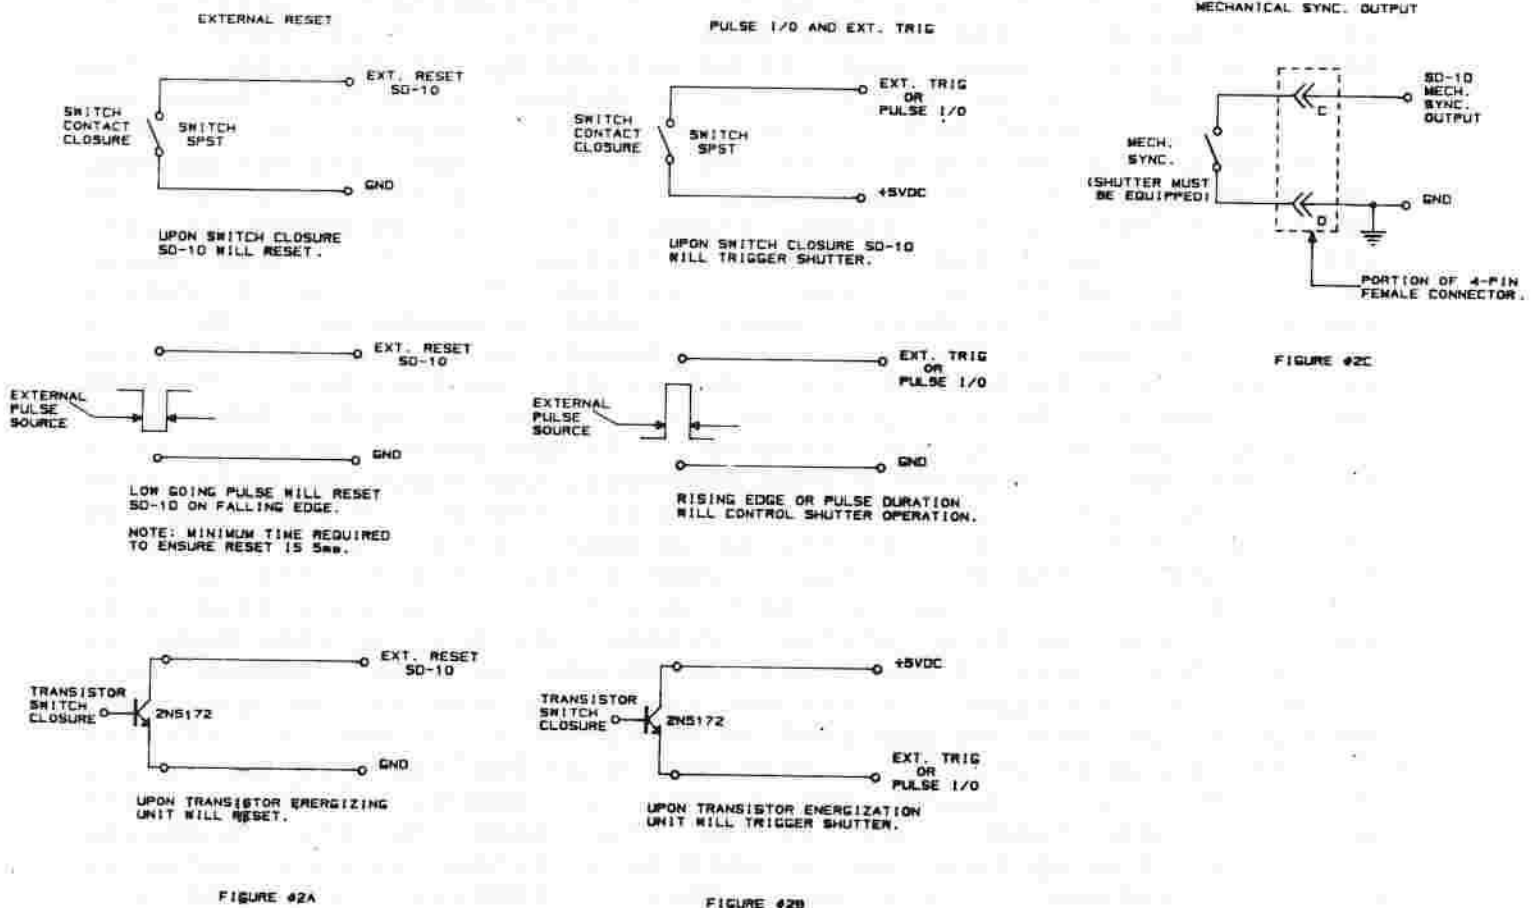 EXTERNAL RESET
EXT. RESET
SD-10
SWITCH
CONTACT
CLOSURE
SWITCH
SPST
GND
UPON SWITCH CLOSURE
SD-10 WILL RESET.
EXT. RESET
SD-10
EXTERNAL
PULSE
SOURCE
GND
LOW GOING PULSE WILL RESET
SD-10 ON FALLING EDGE.
NOTE: MINIMUM TIME REQUIRED
TO ENSURE RESET IS 5ms.
EXT. RESET
SD-10
TRANSISTOR
SWITCH
CLOSURE
2N5172
GND
UPON TRANSISTOR ENERGIZING
UNIT WILL RESET.
FIGURE #2A
PULSE I/O AND EXT. TRIG
EXT. TRIG
OR
PULSE I/O
SWITCH
CONTACT
CLOSURE
SWITCH
SPST
+5VDC
UPON SWITCH CLOSURE SD-10
WILL TRIGGER SHUTTER.
EXT. TRIG
OR
PULSE I/O
EXTERNAL
PULSE
SOURCE
GND
RISING EDGE OR PULSE DURATION
WILL CONTROL SHUTTER OPERATION.
+5VDC
TRANSISTOR
SWITCH
CLOSURE
2N5172
EXT. TRIG
OR
PULSE I/O
UPON TRANSISTOR ENERGIZATION
UNIT WILL TRIGGER SHUTTER.
FIGURE #2B
MECHANICAL SYNC. OUTPUT
SD-10
MECH.
SYNC.
OUTPUT
C
MECH.
SYNC.
(SHUTTER MUST
BE EQUIPPED)
D
GND
PORTION OF 4-PIN
FEMALE CONNECTOR.
FIGURE #2C